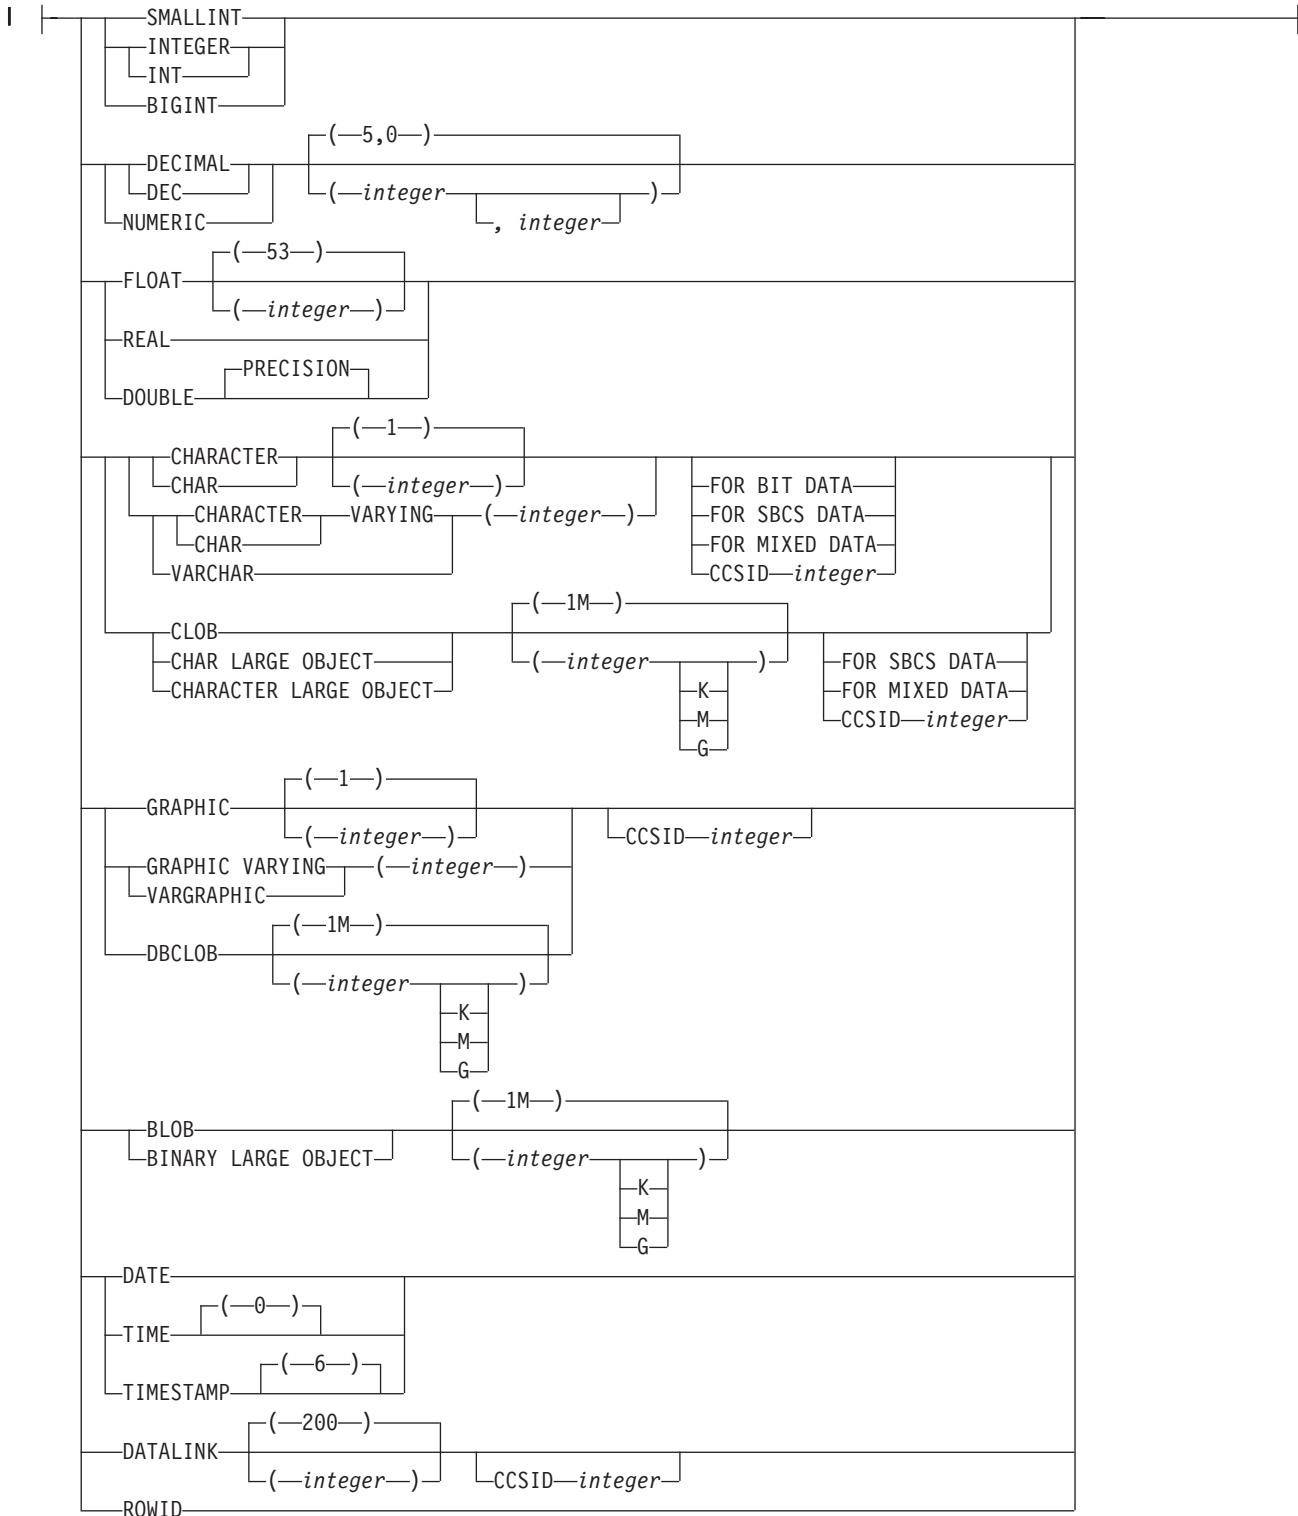 SMALLINT
INTEGER
INT
BIGINT
( 5,0 )
DECIMAL
DEC ( integer )
NUMERIC , integer
( 53 )
FLOAT
( integer )
REAL
PRECISION
DOUBLE
( 1 )
CHARACTER
CHAR ( integer ) FOR BIT DATA
CHARACTER VARYING ( integer ) FOR SBCS DATA
CHAR FOR MIXED DATA
VARCHAR CCSID integer
( 1M )
CLOB
CHAR LARGE OBJECT ( integer ) FOR SBCS DATA
CHARACTER LARGE OBJECT K FOR MIXED DATA
M CCSID integer
G
( 1 )
GRAPHIC
( integer ) CCSID integer
GRAPHIC VARYING ( integer )
VARGRAPHIC
( 1M )
DBCLOB
( integer )
K
M
G
( 1M )
BLOB
BINARY LARGE OBJECT ( integer )
K
M
G
DATE
( 0 )
TIME
( 6 )
TIMESTAMP
( 200 )
DATALINK
( integer ) CCSID integer
ROWID